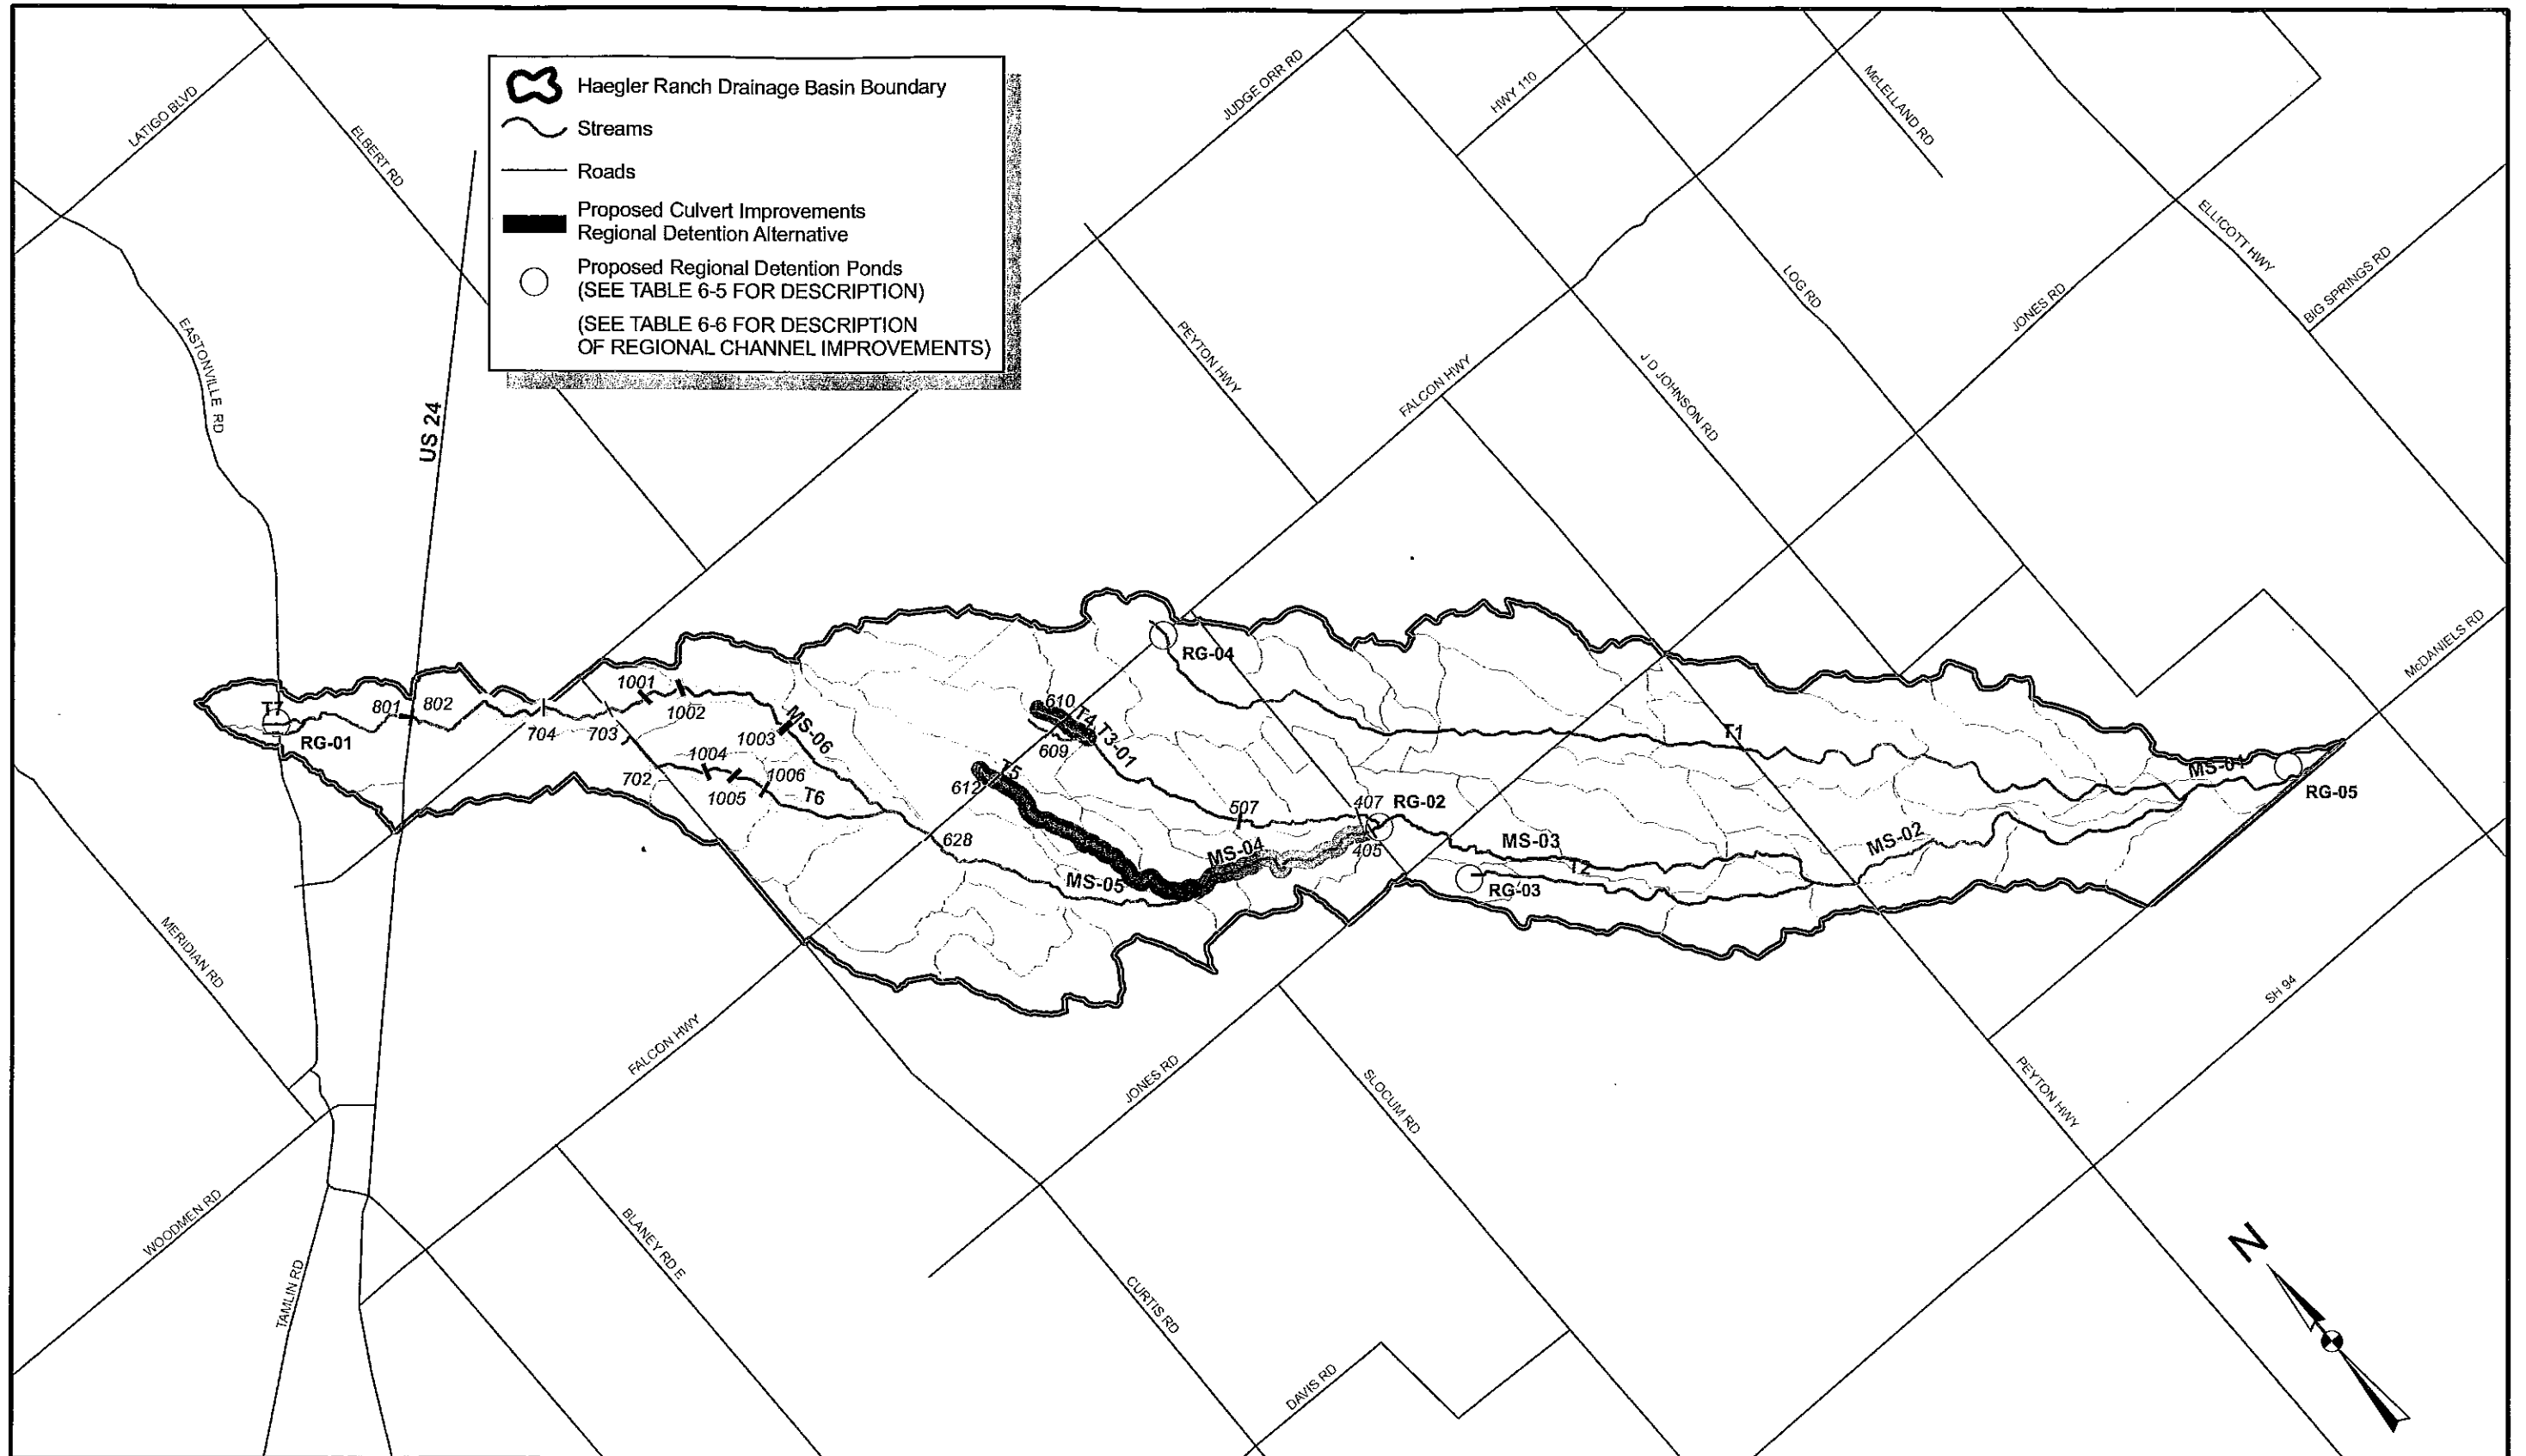 Haegler Ranch Drainage Basin Boundary
Streams
Roads
Proposed Culvert Improvements
Regional Detention Alternative
Proposed Regional Detention Ponds
(SEE TABLE 6-5 FOR DESCRIPTION)
(SEE TABLE 6-6 FOR DESCRIPTION
OF REGIONAL CHANNEL IMPROVEMENTS)
LATIGO BLVD
ELBERT RD
EASTONVILLE RD
US 24
JUDGE ORR RD
HWY 110
McLELLAND RD
ELLICOTT HWY
BIG SPRINGS RD
LOG RD
JONES RD
PEYTON HWY
FALCON HWY
J D JOHNSON RD
McDANIELS RD
T7
RG-01
801
802
704
703
702
1001
1002
1003
MS-06
1004
1005
1006
T6
628
610
T4
T3-01
609
T5
612
RG-04
507
407
RG-02
405
MS-04
MS-05
MS-03
T2
RG-03
T1
MS-02
MS-01
RG-05
MERIDIAN RD
FALCON HWY
JONES RD
SLOCUM RD
SH 94
PEYTON HWY
WOODMEN RD
TAMLIN RD
BLANEY RD E
CURTIS RD
DAVIS RD
N